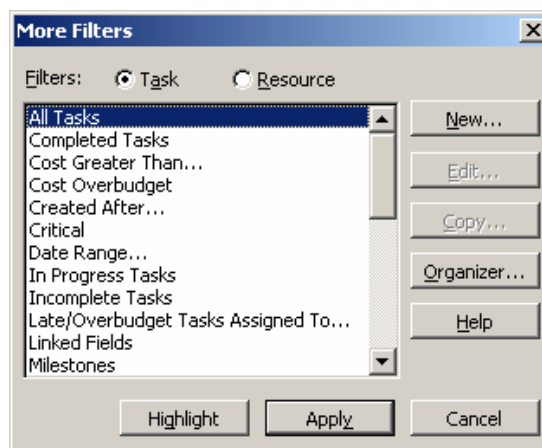 More Filters
Filters: Task Resource
All Tasks
Completed Tasks
Cost Greater Than...
Cost Overbudget
Created After...
Critical
Date Range...
In Progress Tasks
Incomplete Tasks
Late/Overbudget Tasks Assigned To...
Linked Fields
Milestones
New...
Edit...
Copy...
Organizer...
Help
Highlight Apply Cancel